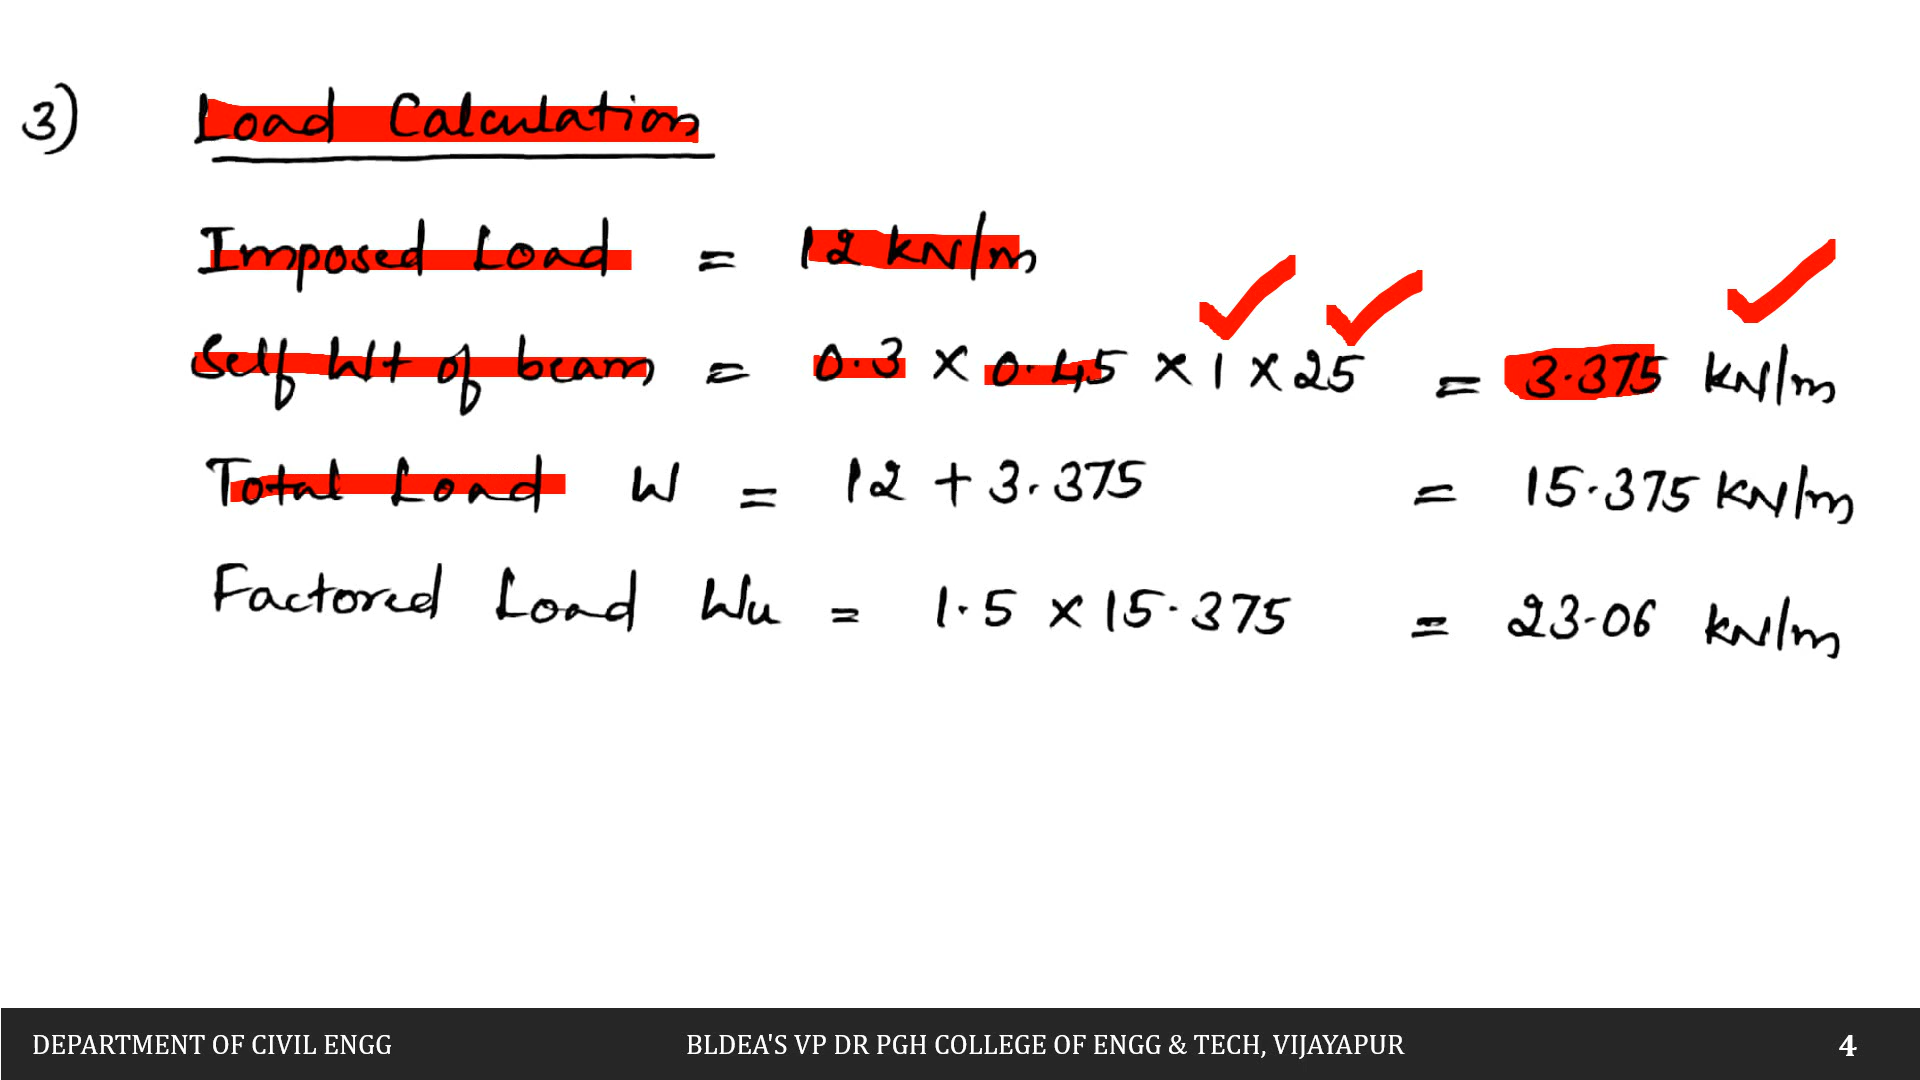 3) Load Calculation
Imposed Load = 12 kN/m
Self Wt of beam = 0.3 × 0.45 × 1 × 25 = 3.375 kN/m
Total Load W = 12 + 3.375 = 15.375 kN/m
Factored Load Wu = 1.5 × 15.375 = 23.06 kN/m
DEPARTMENT OF CIVIL ENGG BLDEA'S VP DR PGH COLLEGE OF ENGG & TECH, VIJAYAPUR 4